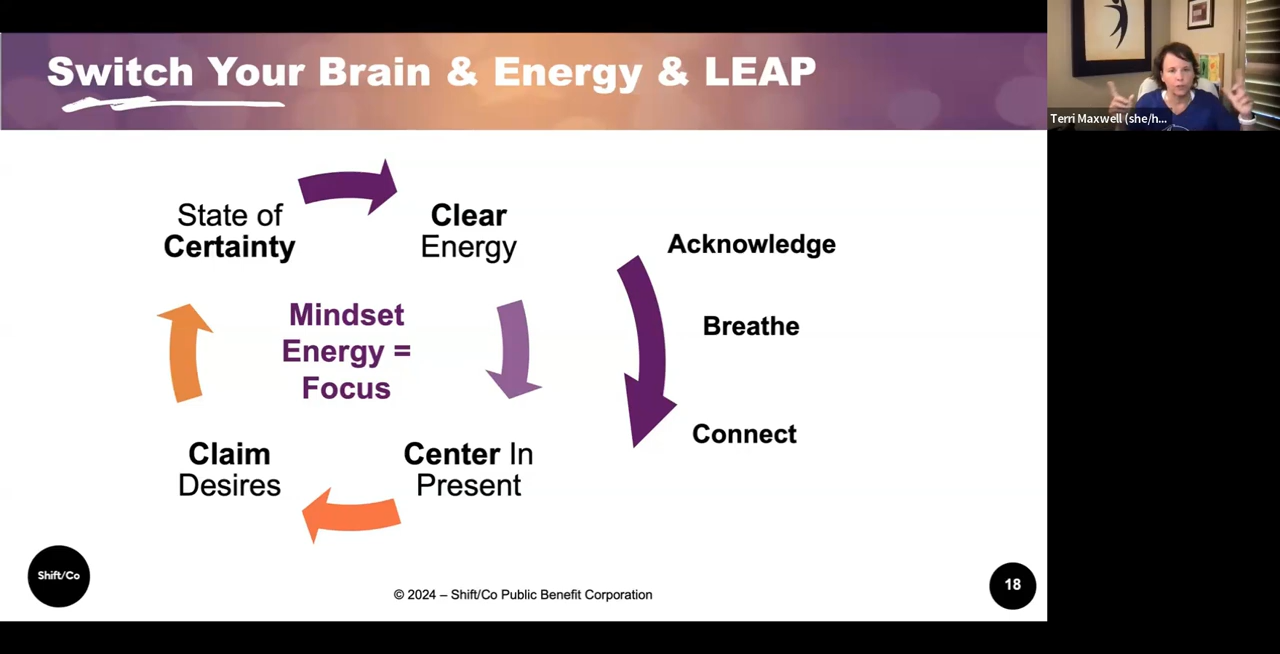 Switch Your Brain & Energy & LEAP
Terri Maxwell (she/h...
State of
Certainty
Clear
Energy
Acknowledge
Mindset
Energy =
Focus
Breathe
Claim
Desires
Center In
Present
Connect
Shift/Co
© 2024 – Shift/Co Public Benefit Corporation
18